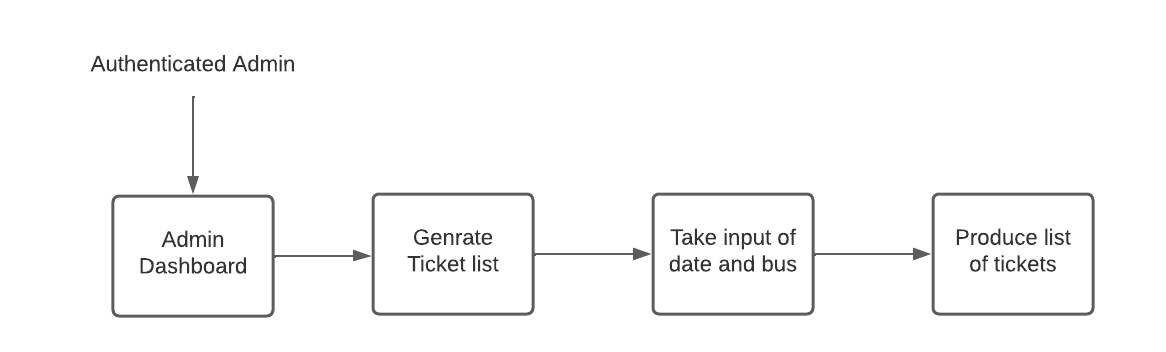 Authenticated Admin
Admin
Dashboard
Genrate
Ticket list
Take input of
date and bus
Produce list
of tickets